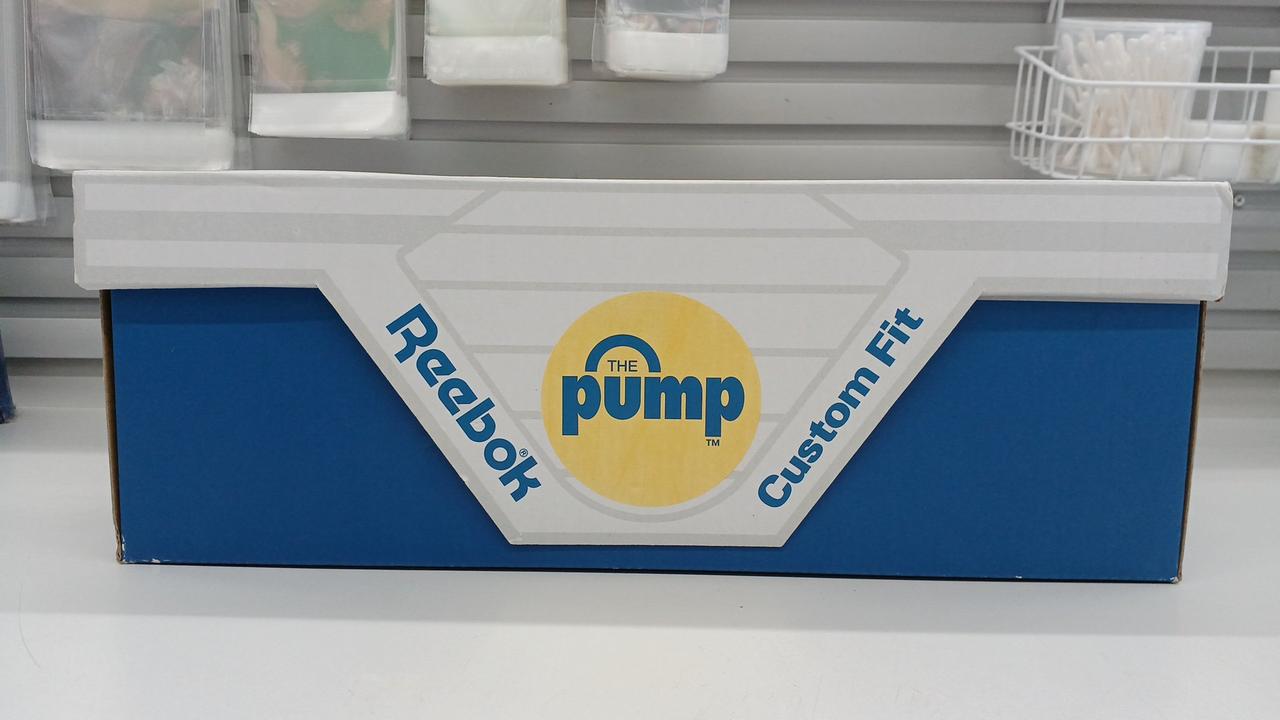 Reebok®
THE
pump
TM
Custom Fit